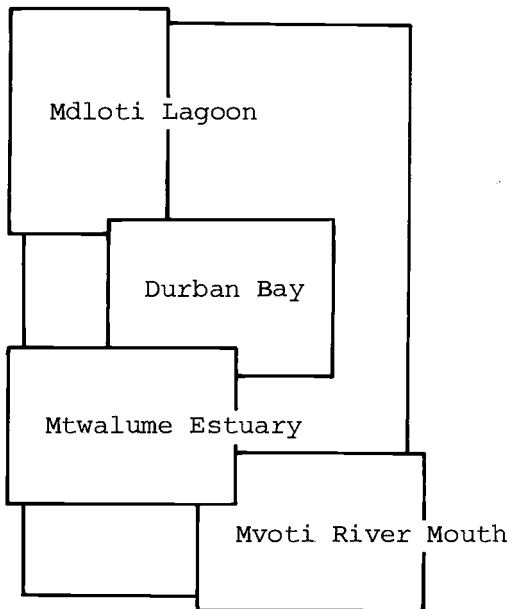 Mdloti Lagoon
Durban Bay
Mtwalume Estuary
Mvoti River Mouth